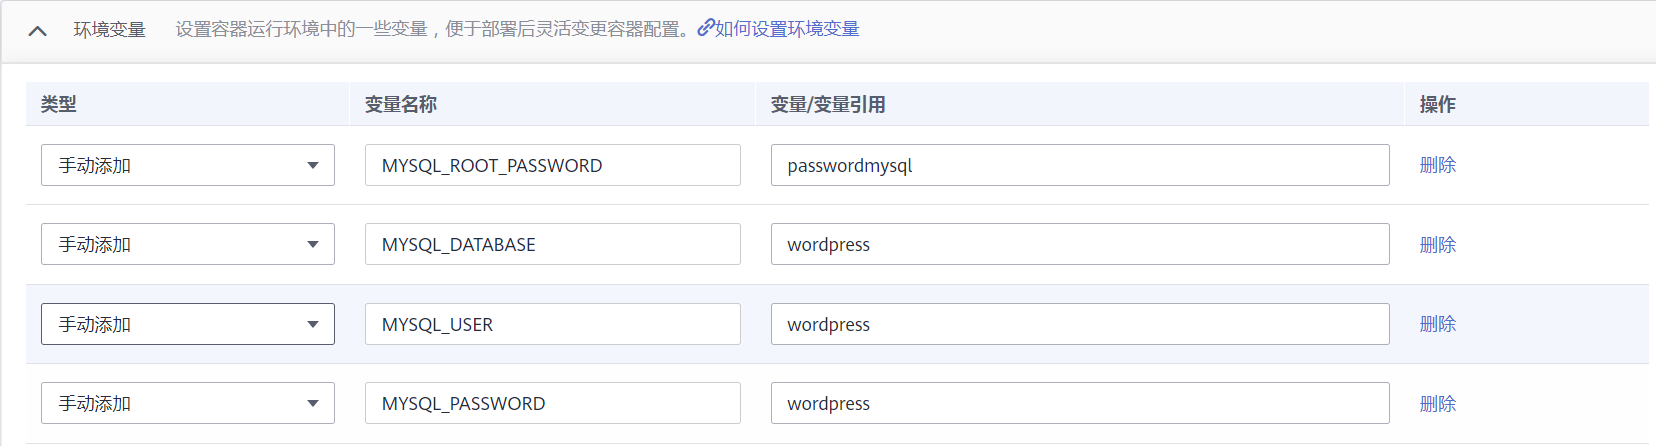 环境变量 设置容器运行环境中的一些变量，便于部署后灵活变更容器配置。如何设置环境变量
类型 变量名称 变量/变量引用 操作
手动添加 MYSQL_ROOT_PASSWORD passwordmysql 删除
手动添加 MYSQL_DATABASE wordpress 删除
手动添加 MYSQL_USER wordpress 删除
手动添加 MYSQL_PASSWORD wordpress 删除